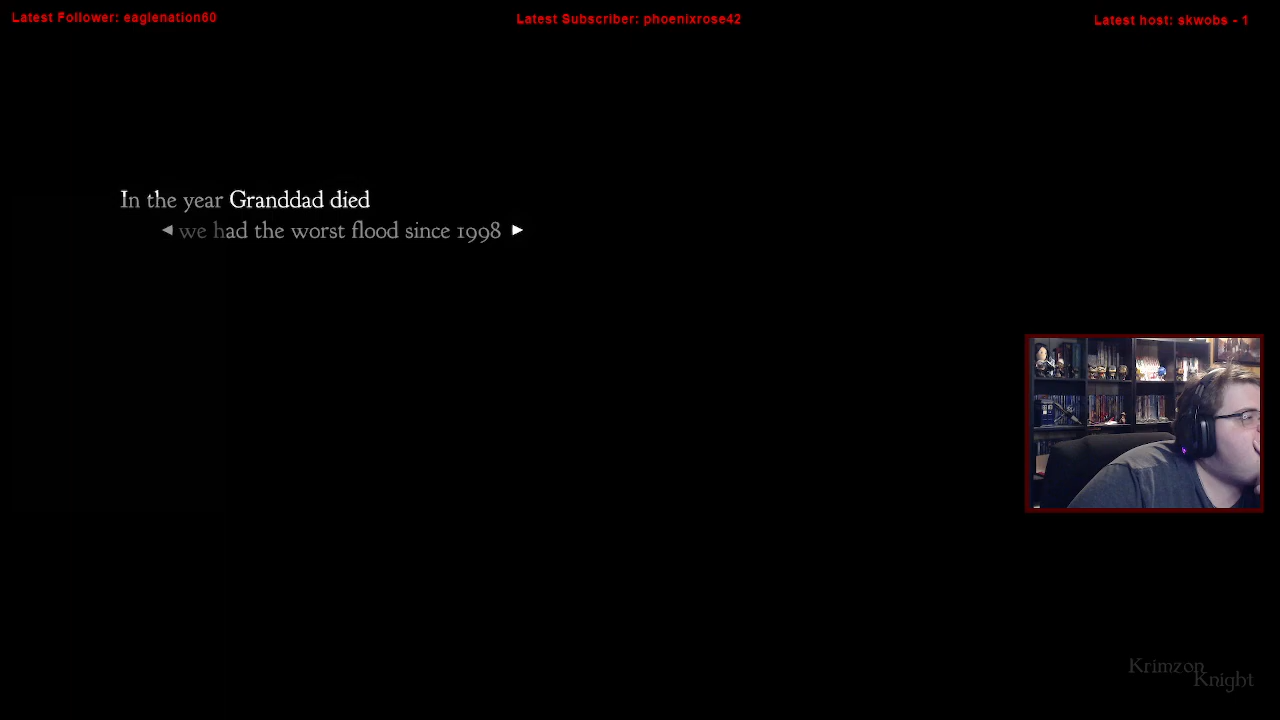 Latest Follower: eaglenation60
Latest Subscriber: phoenixrose42
Latest host: skwobs - 1
In the year Granddad died
we had the worst flood since 1998
Krimzon
Knight